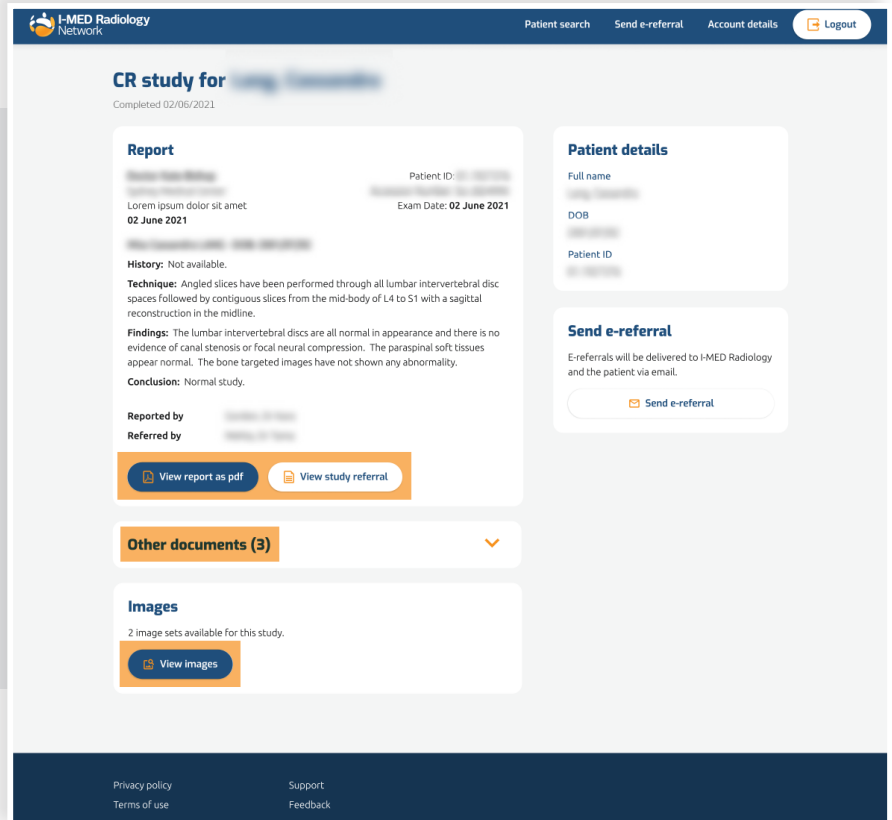 I-MED Radiology
Network
Patient search
Send e-referral
Account details
Logout
CR study for
Completed 02/06/2021
Report
Patient ID:
Lorem ipsum dolor sit amet
Exam Date: 02 June 2021
02 June 2021
History: Not available.
Technique: Angled slices have been performed through all lumbar intervertebral disc
spaces followed by contiguous slices from the mid-body of L4 to S1 with a sagittal
reconstruction in the midline.
Findings: The lumbar intervertebral discs are all normal in appearance and there is no
evidence of canal stenosis or focal neural compression. The paraspinal soft tissues
appear normal. The bone targeted images have not shown any abnormality.
Conclusion: Normal study.
Reported by
Referred by
View report as pdf
View study referral
Other documents (3)
Images
2 image sets available for this study.
View images
Patient details
Full name
DOB
Patient ID
Send e-referral
E-referrals will be delivered to I-MED Radiology
and the patient via email.
Send e-referral
Privacy policy
Support
Terms of use
Feedback